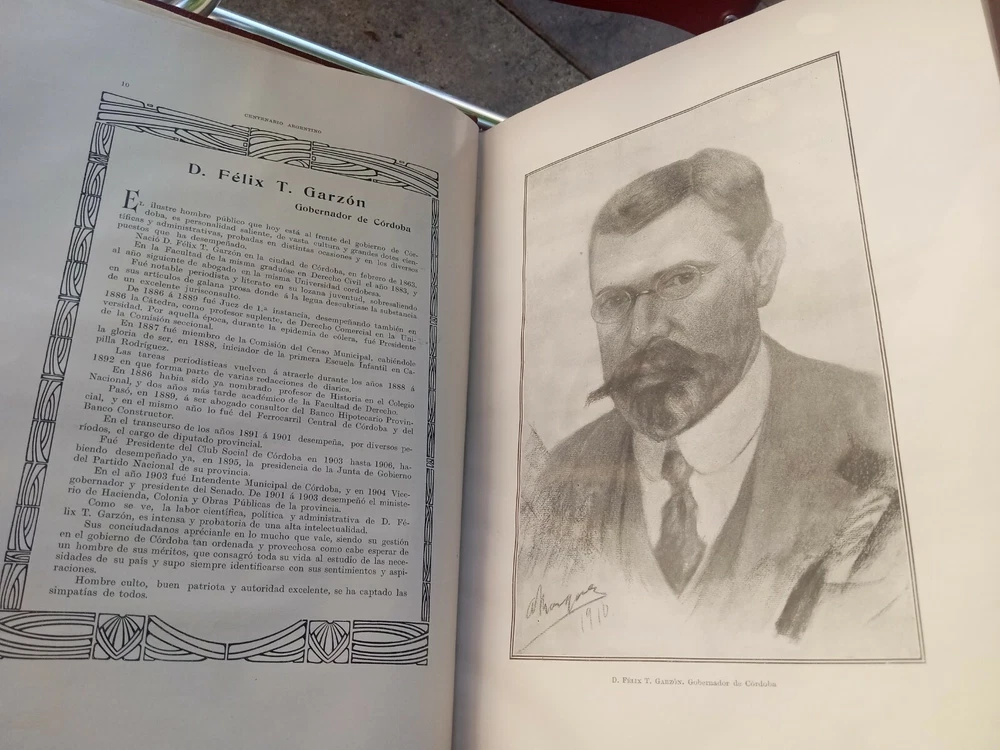 10
CENTENARIO ARGENTINO
D. Félix T. Garzón
Gobernador de Córdoba
EL ilustre hombre público que hoy está al frente del gobierno de Cór-
doba, es personalidad saliente, de vasta cultura y grandes dotes cien-
tíficas y administrativas, probadas en distintas ocasiones y en los diversos
puestos que ha desempeñado.
Nació D. Félix T. Garzón en la ciudad de Córdoba, en febrero de 1863.
En la Facultad de la misma graduóse en Derecho Civil el año 1883, y
al año siguiente de abogado en la misma Universidad cordobesa.
Fué notable periodista y literato en su lozana juventud, sobresaliendo
en sus artículos de galana prosa donde á la legua descubríase la substancia
de un excelente jurisconsulto.
De 1886 á 1889 fué Juez de 1.ª instancia, desempeñando también en
1886 la Cátedra, como profesor suplente, de Derecho Comercial en la Uni-
versidad. Por aquella época, durante la epidemia de cólera, fué Presidente
de la Comisión seccional.
En 1887 fué miembro de la Comisión del Censo Municipal, cabiéndole
la gloria de ser, en 1888, iniciador de la primera Escuela Infantil en Ca-
pilla Rodríguez.
Las tareas periodísticas vuelven á atraerle durante los años 1888 á
1892 en que forma parte de varias redacciones de diarios.
En 1886 había sido ya nombrado profesor de Historia en el Colegio
Nacional, y dos años más tarde académico de la Facultad de Derecho.
Pasó, en 1889, á ser abogado consultor del Banco Hipotecario Provin-
cial, y en el mismo año lo fué del Ferrocarril Central de Córdoba y del
Banco Constructor.
En el transcurso de los años 1891 á 1901 desempeña, por diversos pe-
ríodos, el cargo de diputado provincial.
Fué Presidente del Club Social de Córdoba en 1903 hasta 1906, ha-
biendo desempeñado ya, en 1895, la presidencia de la Junta de Gobierno
del Partido Nacional de su provincia.
En el año 1903 fué Intendente Municipal de Córdoba, y en 1904 Vice-
gobernador y presidente del Senado. De 1901 á 1903 desempeñó el ministe-
rio de Hacienda, Colonia y Obras Públicas de la provincia.
Como se ve, la labor científica, política y administrativa de D. Fé-
lix T. Garzón, es intensa y probatoria de una alta intelectualidad.
Sus conciudadanos apréciánle en lo mucho que vale, siendo su gestión
en el gobierno de Córdoba tan ordenada y provechosa como cabe esperar de
un hombre de sus méritos, que consagró toda su vida al estudio de las nece-
sidades de su país y supo siempre identificarse con sus sentimientos y aspi-
raciones.
Hombre culto, buen patriota y autoridad excelente, se ha captado las
simpatías de todos.
1910
D. FÉLIX T. GARZÓN. Gobernador de Córdoba